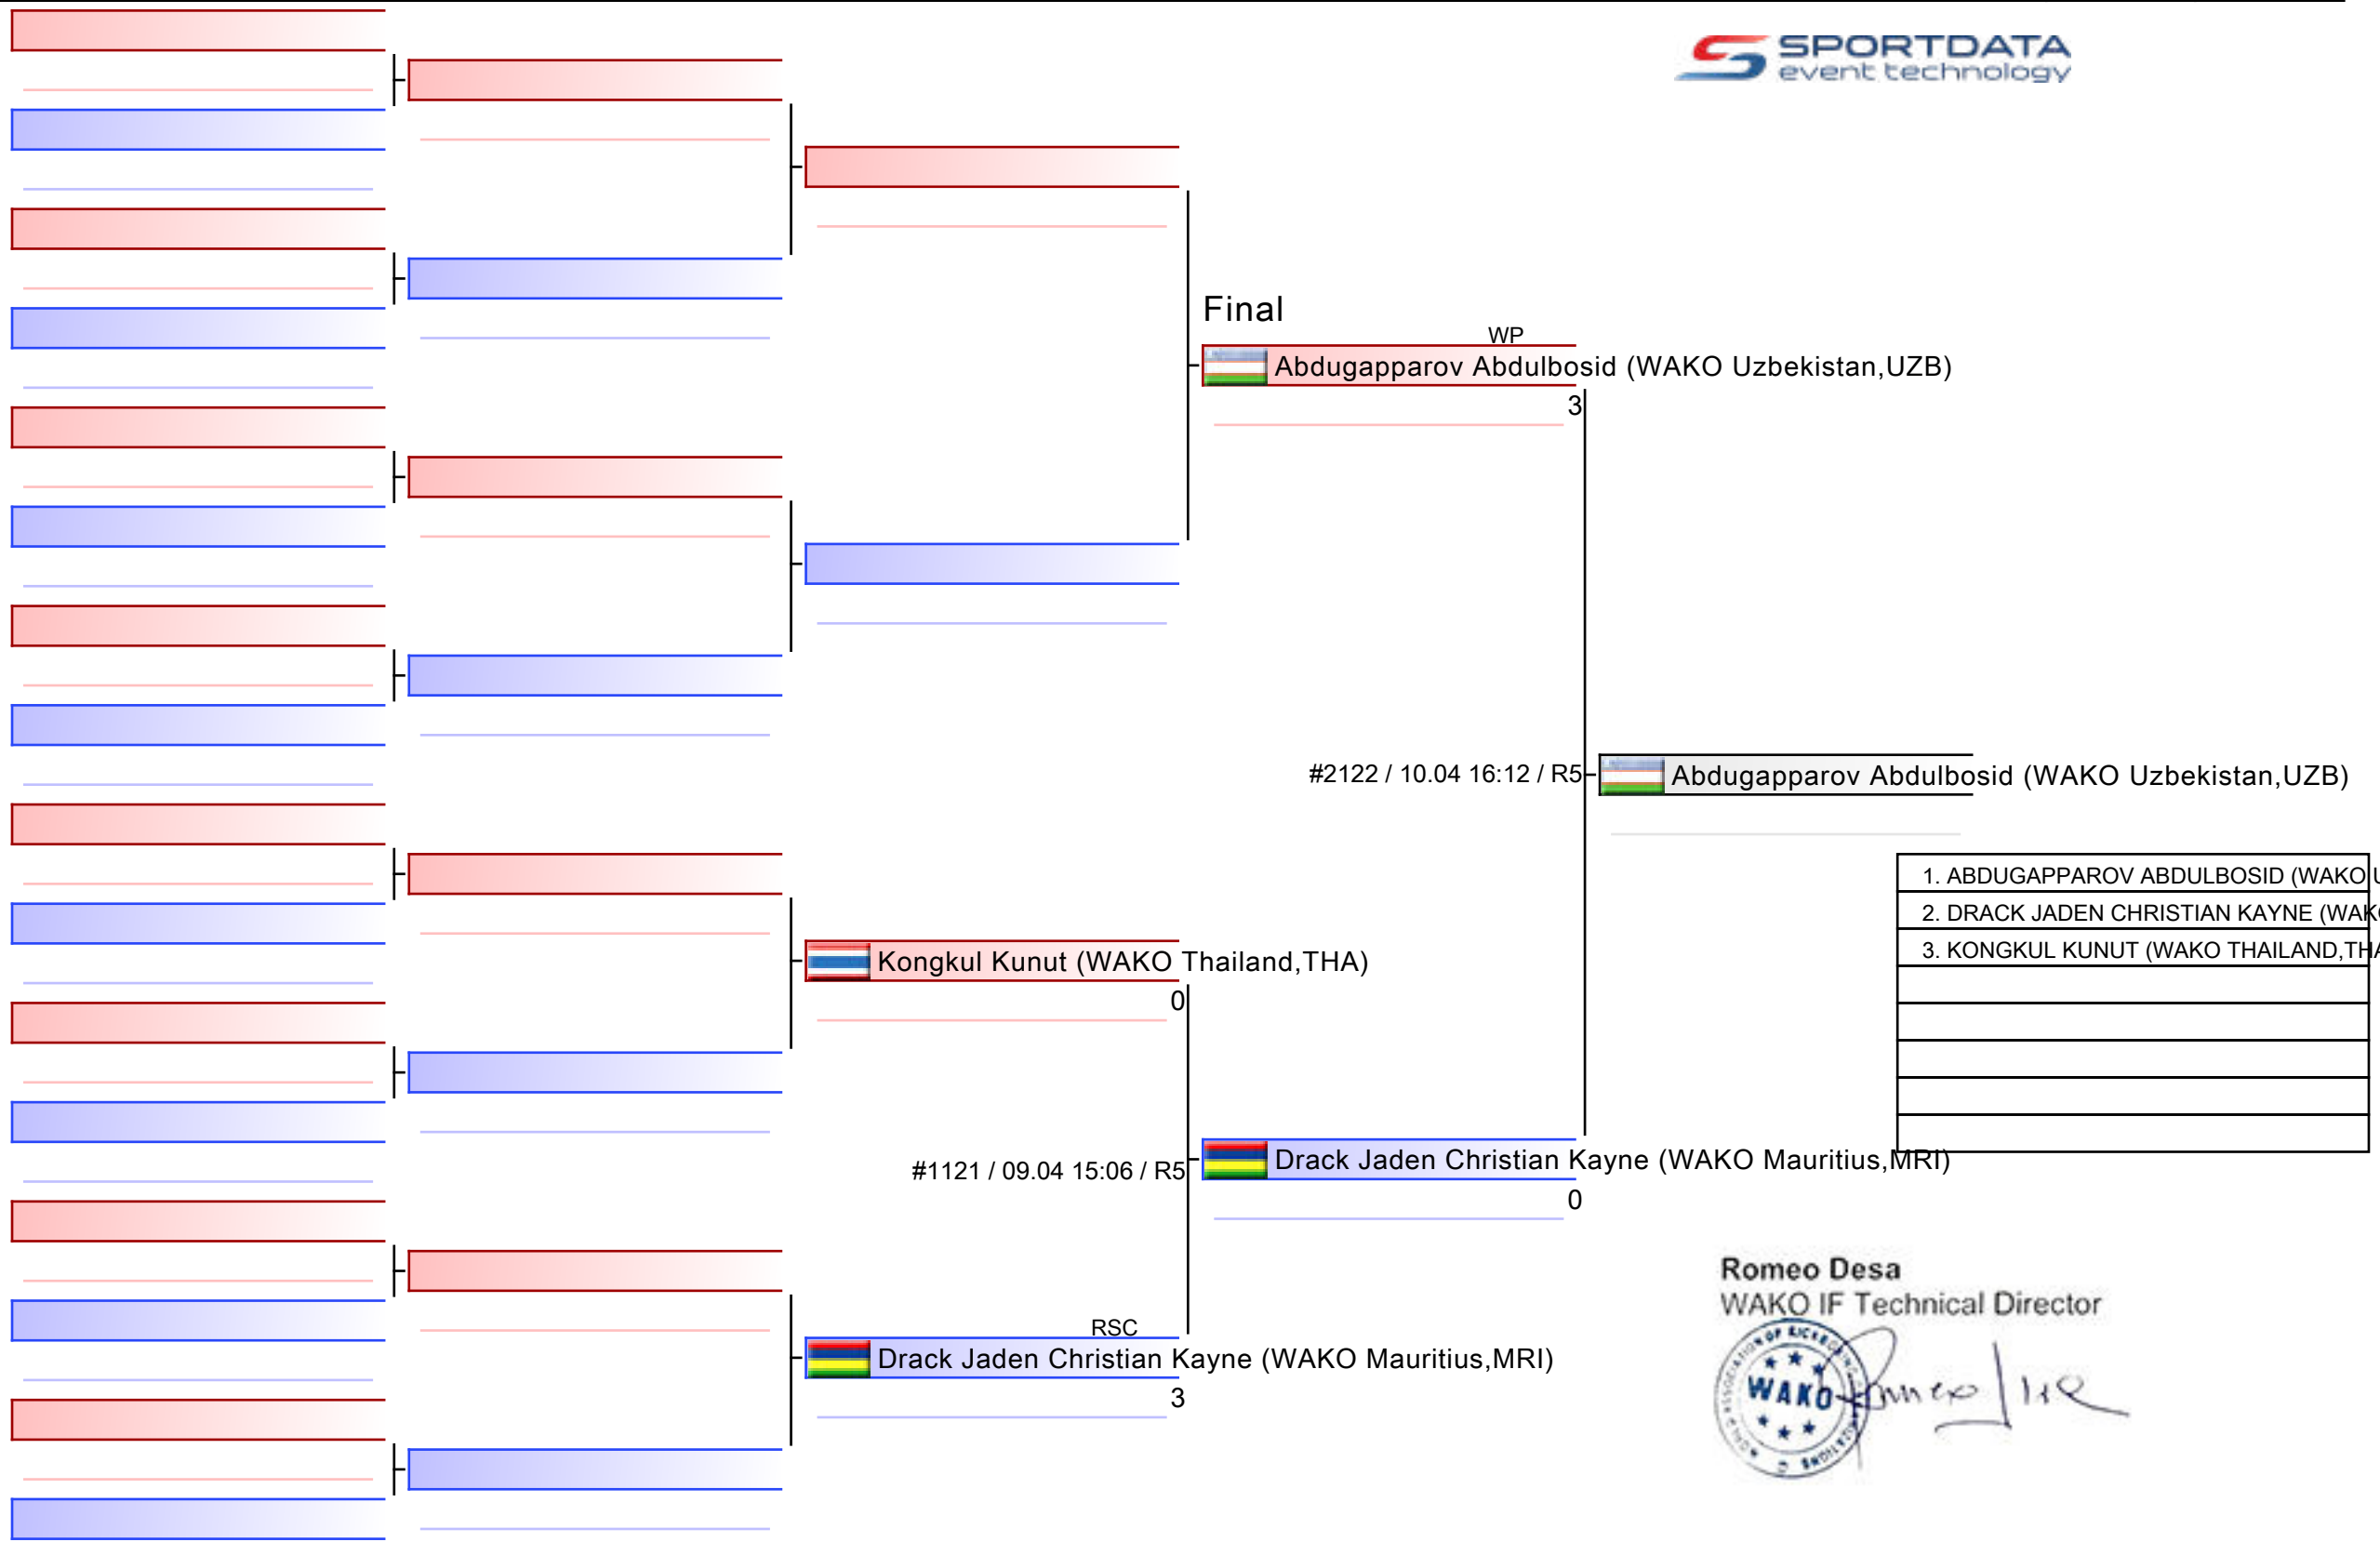 SPORTDATA
event technology
Final
WP
Abdugapparov Abdulbosid (WAKO Uzbekistan,UZB)
3
#2122 / 10.04 16:12 / R5
Abdugapparov Abdulbosid (WAKO Uzbekistan,UZB)
1. ABDUGAPPAROV ABDULBOSID (WAKO U
2. DRACK JADEN CHRISTIAN KAYNE (WAKO
3. KONGKUL KUNUT (WAKO THAILAND,THA
Kongkul Kunut (WAKO Thailand,THA)
0
#1121 / 09.04 15:06 / R5
Drack Jaden Christian Kayne (WAKO Mauritius,MRI)
0
RSC
Drack Jaden Christian Kayne (WAKO Mauritius,MRI)
3
Romeo Desa
WAKO IF Technical Director
WAKO